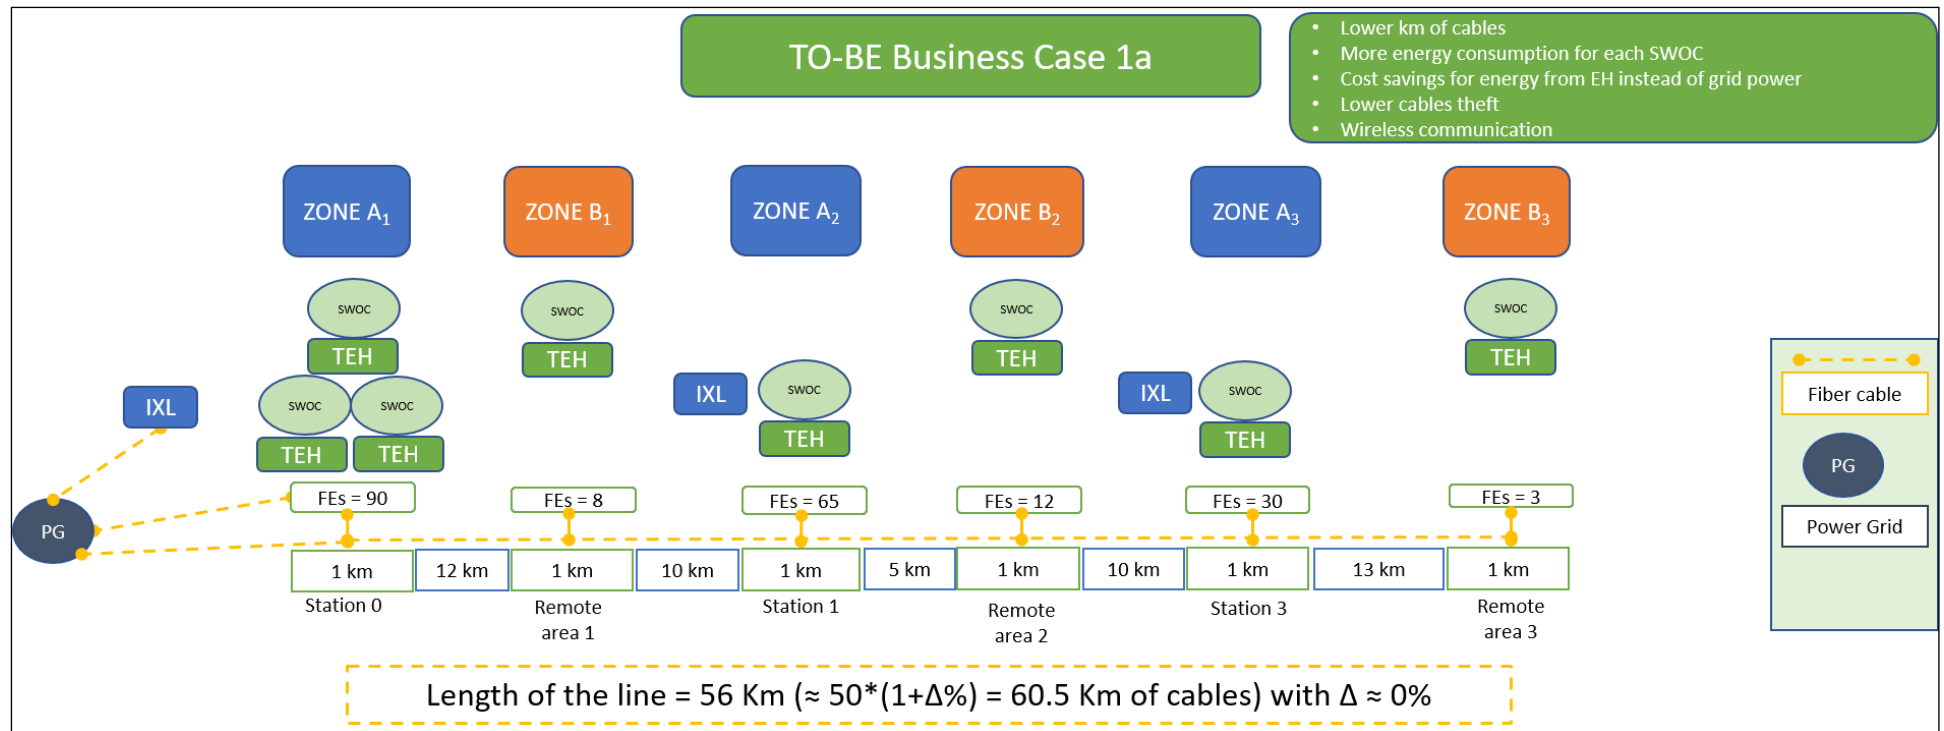 TO-BE Business Case 1a
• Lower km of cables
• More energy consumption for each SWOC
• Cost savings for energy from EH instead of grid power
• Lower cables theft
• Wireless communication
ZONE A1
ZONE B1
ZONE A2
ZONE B2
ZONE A3
ZONE B3
SWOC
TEH
SWOC
SWOC
TEH
TEH
SWOC
TEH
IXL
SWOC
TEH
SWOC
TEH
IXL
SWOC
TEH
SWOC
TEH
IXL
PG
FEs = 90
FEs = 8
FEs = 65
FEs = 12
FEs = 30
FEs = 3
1 km
12 km
1 km
10 km
1 km
5 km
1 km
10 km
1 km
13 km
1 km
Station 0
Remote
area 1
Station 1
Remote
area 2
Station 3
Remote
area 3
Fiber cable
PG
Power Grid
Length of the line = 56 Km (≈ 50*(1+Δ%) = 60.5 Km of cables) with Δ ≈ 0%